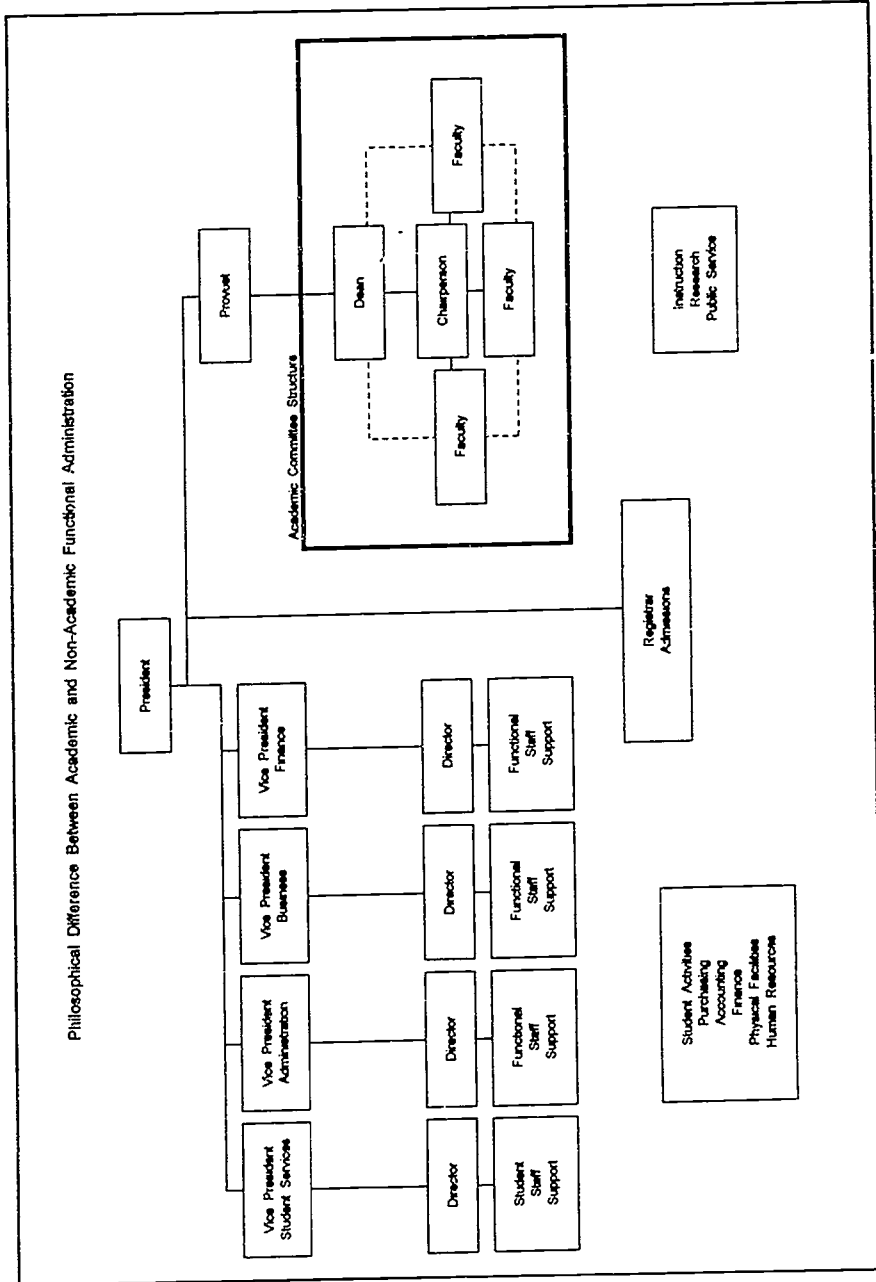 Philosophical Difference Between Academic and Non-Academic Functional Administration
President
Vice President
Student Services
Vice President
Administration
Vice President
Business
Vice President
Finance
Provost
Director
Director
Director
Director
Student
Staff
Support
Functional
Staff
Support
Functional
Staff
Support
Functional
Staff
Support
Academic Committee Structure
Dean
Faculty
Chairperson
Faculty
Faculty
Student Activities
Purchasing
Accounting
Finance
Physical Facilities
Human Resources
Registrar
Admissions
Instruction
Research
Public Service